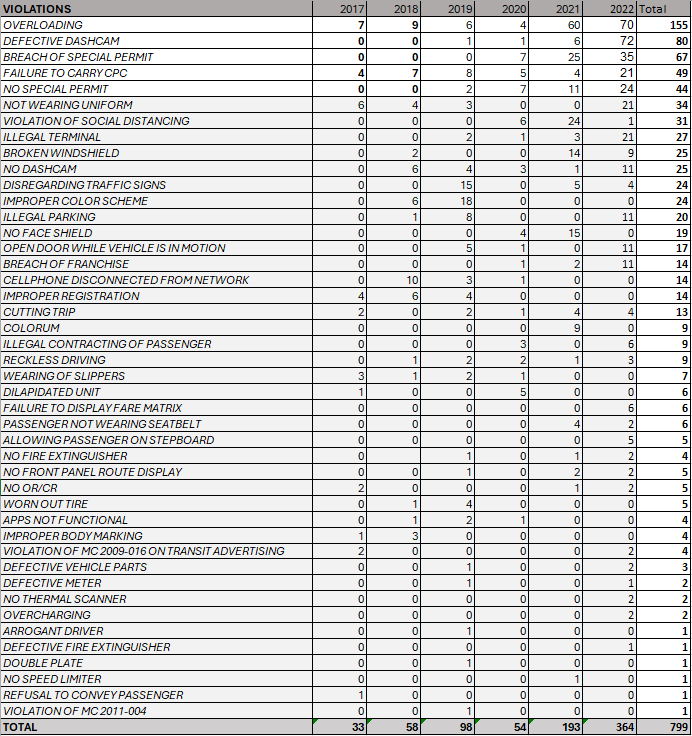 VIOLATIONS 2017 2018 2019 2020 2021 2022 Total
OVERLOADING 7 9 6 4 60 70 155
DEFECTIVE DASHCAM 0 0 1 1 6 72 80
BREACH OF SPECIAL PERMIT 0 0 0 7 25 35 67
FAILURE TO CARRY CPC 4 7 8 5 4 21 49
NO SPECIAL PERMIT 0 0 2 7 11 24 44
NOT WEARING UNIFORM 6 4 3 0 0 21 34
VIOLATION OF SOCIAL DISTANCING 0 0 0 6 24 1 31
ILLEGAL TERMINAL 0 0 2 1 3 21 27
BROKEN WINDSHIELD 0 2 0 0 14 9 25
NO DASHCAM 0 6 4 3 1 11 25
DISREGARDING TRAFFIC SIGNS 0 0 15 0 5 4 24
IMPROPER COLOR SCHEME 0 6 18 0 0 0 24
ILLEGAL PARKING 0 1 8 0 0 11 20
NO FACE SHIELD 0 0 0 4 15 0 19
OPEN DOOR WHILE VEHICLE IS IN MOTION 0 0 5 1 0 11 17
BREACH OF FRANCHISE 0 0 0 1 2 11 14
CELLPHONE DISCONNECTED FROM NETWORK 0 10 3 1 0 0 14
IMPROPER REGISTRATION 4 6 4 0 0 0 14
CUTTING TRIP 2 0 2 1 4 4 13
COLORUM 0 0 0 0 9 0 9
ILLEGAL CONTRACTING OF PASSENGER 0 0 0 3 0 6 9
RECKLESS DRIVING 0 1 2 2 1 3 9
WEARING OF SLIPPERS 3 1 2 1 0 0 7
DILAPIDATED UNIT 1 0 0 5 0 0 6
FAILURE TO DISPLAY FARE MATRIX 0 0 0 0 0 6 6
PASSENGER NOT WEARING SEATBELT 0 0 0 0 4 2 6
ALLOWING PASSENGER ON STEPBOARD 0 0 0 0 0 5 5
NO FIRE EXTINGUISHER 0 1 0 1 2 4
NO FRONT PANEL ROUTE DISPLAY 0 0 1 0 2 2 5
NO OR/CR 2 0 0 0 1 2 5
WORN OUT TIRE 0 1 4 0 0 0 5
APPS NOT FUNCTIONAL 0 1 2 1 0 0 4
IMPROPER BODY MARKING 1 3 0 0 0 0 4
VIOLATION OF MC 2009-016 ON TRANSIT ADVERTISING 2 0 0 0 0 2 4
DEFECTIVE VEHICLE PARTS 0 0 1 0 0 2 3
DEFECTIVE METER 0 0 1 0 0 1 2
NO THERMAL SCANNER 0 0 0 0 0 2 2
OVERCHARGING 0 0 0 0 0 2 2
ARROGANT DRIVER 0 0 1 0 0 0 1
DEFECTIVE FIRE EXTINGUISHER 0 0 0 0 0 1 1
DOUBLE PLATE 0 0 1 0 0 0 1
NO SPEED LIMITER 0 0 0 0 1 0 1
REFUSAL TO CONVEY PASSENGER 1 0 0 0 0 0 1
VIOLATION OF MC 2011-004 0 0 1 0 0 0 1
TOTAL 33 58 98 54 193 364 799